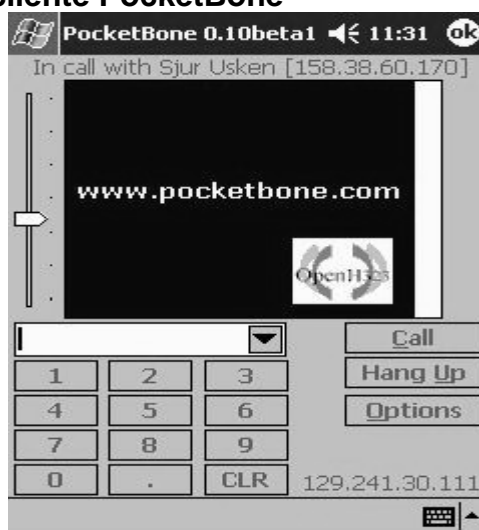 cliente PocketBone
PocketBone 0.10beta1 11:31 ok
In call with Sjur Usken [158.38.60.170]
www.pocketbone.com
OpenH323
Call
1 2 3 Hang Up
4 5 6 Options
7 8 9
0 . CLR 129.241.30.111